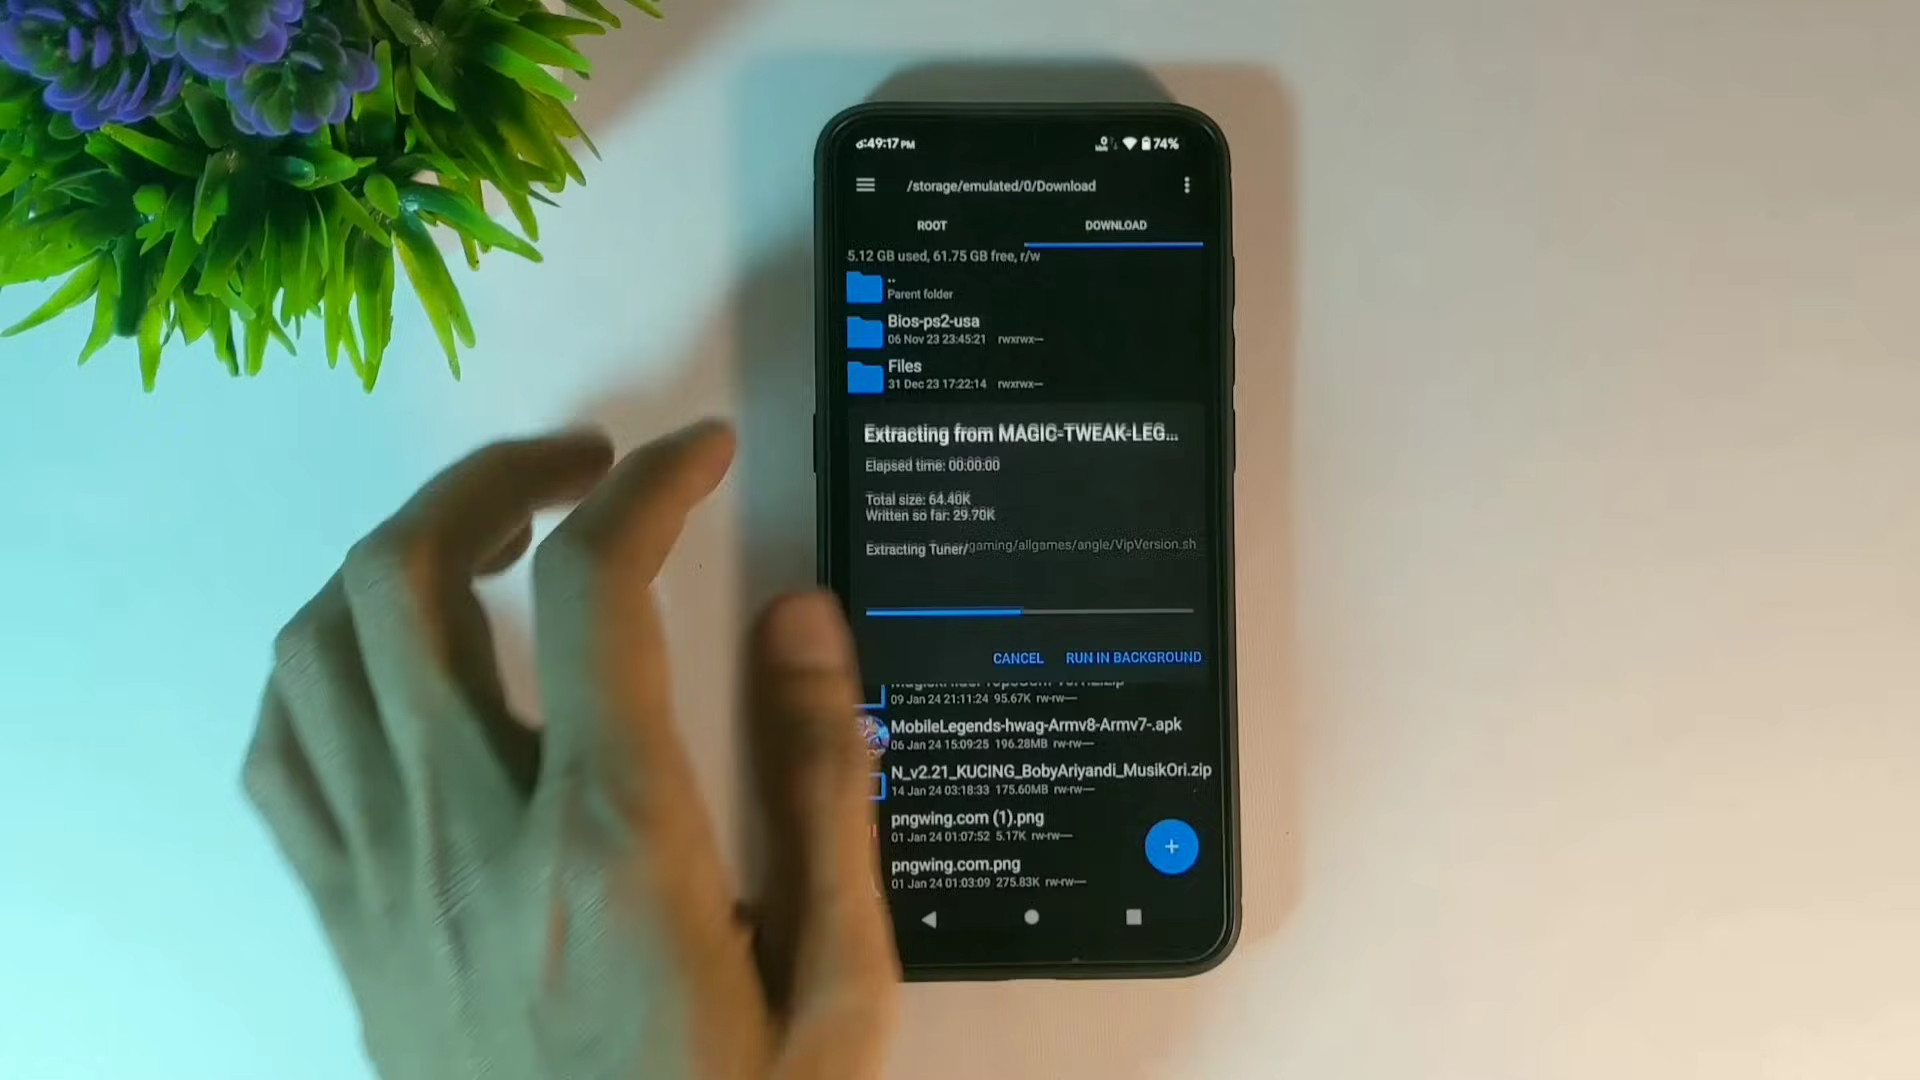 :49:17 PM
74%
/storage/emulated/0/Download
ROOT
DOWNLOAD
5.12 GB used, 61.75 GB free, r/w
..
Parent folder
Bios-ps2-usa
06 Nov 23 23:45:21 rwxrwx—
Files
31 Dec 23 17:22:14 rwxrwx—
Extracting from MAGIC-TWEAK-LEG...
Elapsed time: 00:00:00
Total size: 64.40K
Written so far: 29.70K
Extracting Tuner/gaming/allgames/angle/VipVersion.sh
CANCEL
RUN IN BACKGROUND
09 Jan 24 21:11:24 95.67K rw-rw—
MobileLegends-hwag-Armv8-Armv7-.apk
06 Jan 24 15:09:25 196.28MB rw-rw—
N_v2.21_KUCING_BobyAriyandi_MusikOri.zip
14 Jan 24 03:18:33 175.60MB rw-rw—
pngwing.com (1).png
01 Jan 24 01:07:52 5.17K rw-rw—
pngwing.com.png
01 Jan 24 01:03:09 275.83K rw-rw—